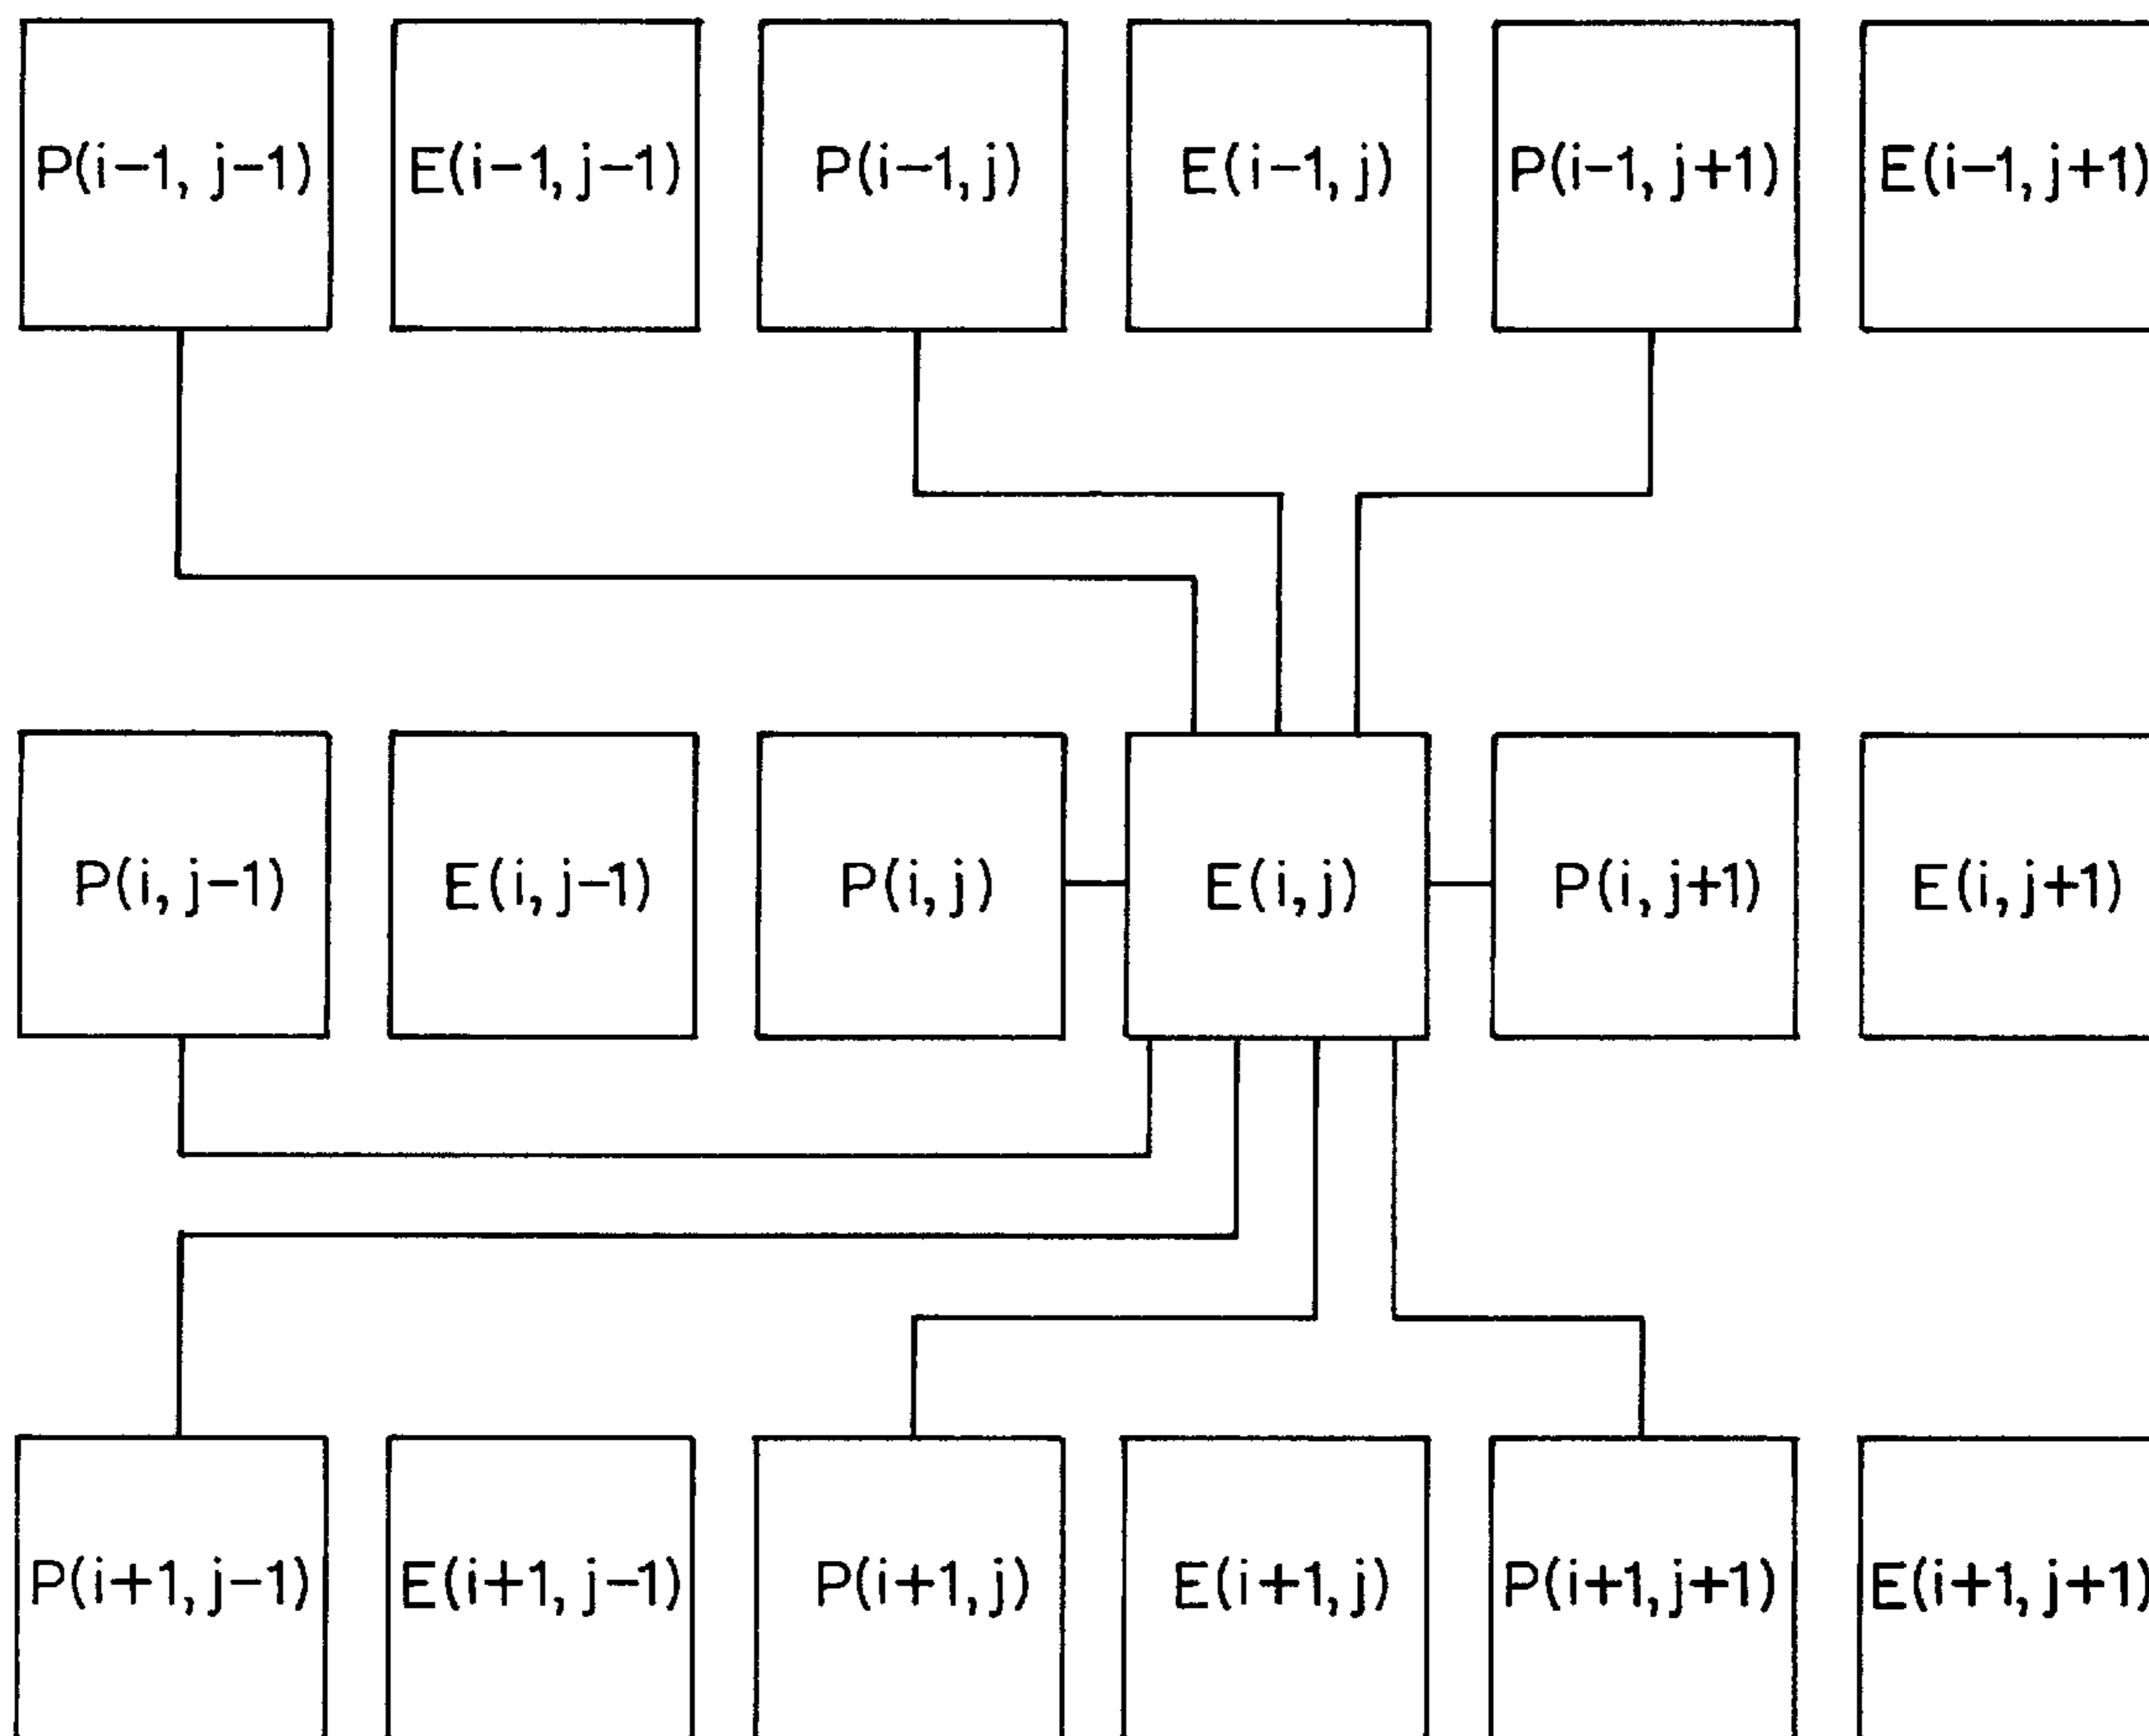 P(i−1, j−1) E(i−1, j−1) P(i−1, j) E(i−1, j) P(i−1, j+1) E(i−1, j+1)
P(i, j−1) E(i, j−1) P(i, j) E(i, j) P(i, j+1) E(i, j+1)
P(i+1, j−1) E(i+1, j−1) P(i+1, j) E(i+1, j) P(i+1, j+1) E(i+1, j+1)